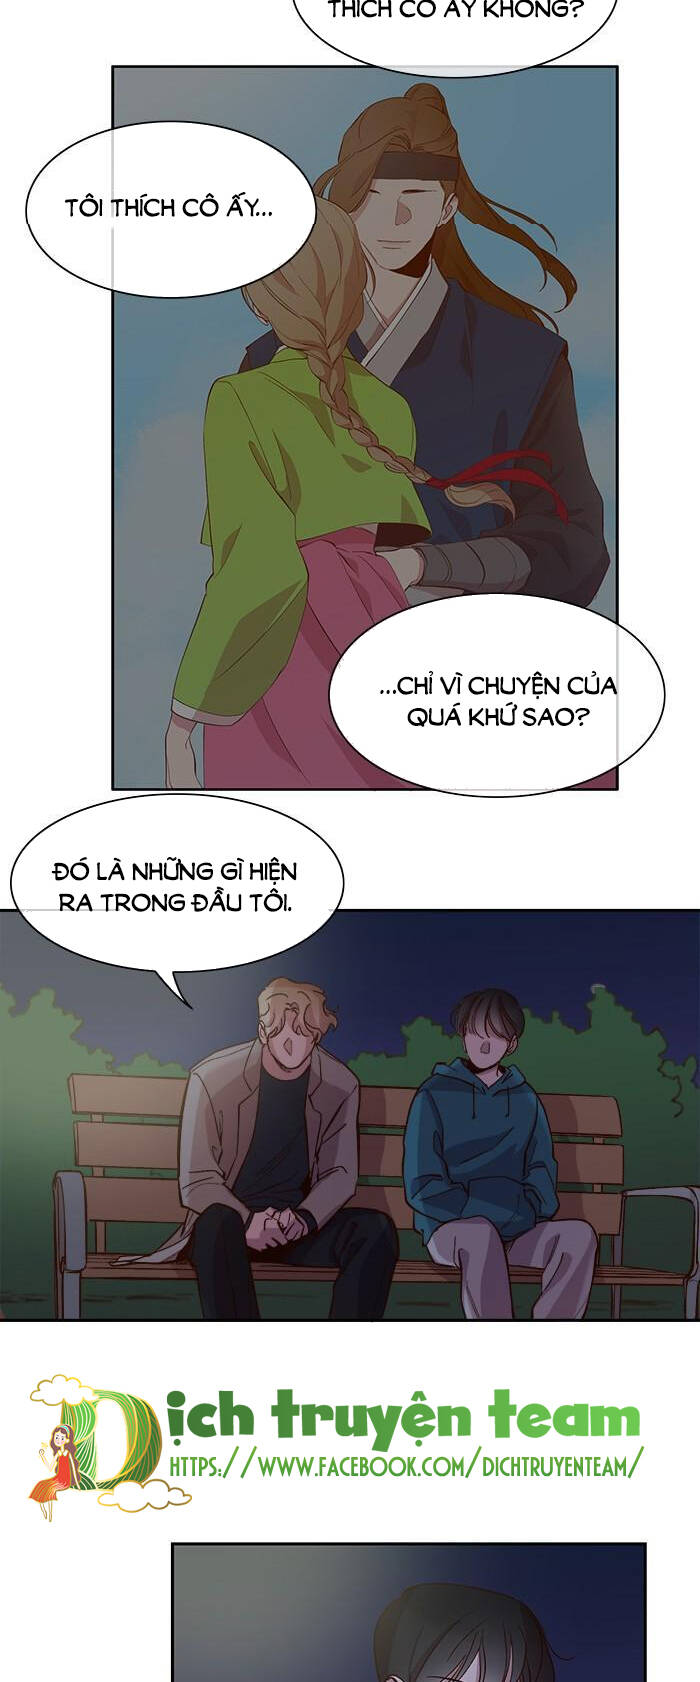 THÍCH CÔ ẤY KHÔNG?
TÔI THÍCH CÔ ẤY...
...CHỈ VÌ CHUYỆN CỦA
QUÁ KHỨ SAO?
ĐÓ LÀ NHỮNG GÌ HIỆN
RA TRONG ĐẦU TÔI.
Dịch truyện team
HTTPS://WWW.FACEBOOK.COM/DICHTRUYENTEAM/